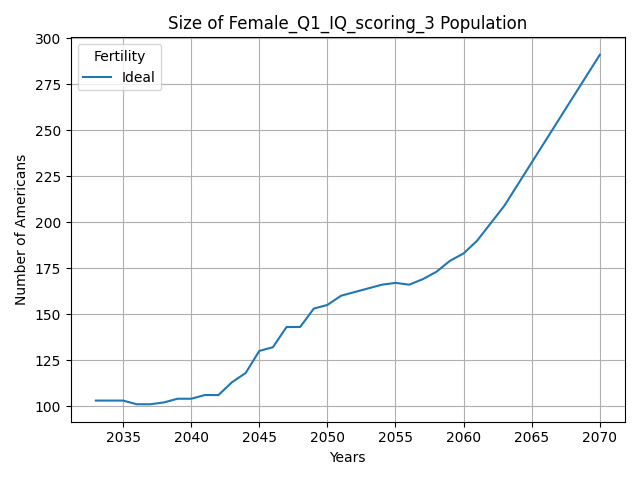 Size of Female_Q1_IQ_scoring_3 Population
Fertility
Ideal
Number of Americans
300
275
250
225
200
175
150
125
100
2035 2040 2045 2050 2055 2060 2065 2070
Years